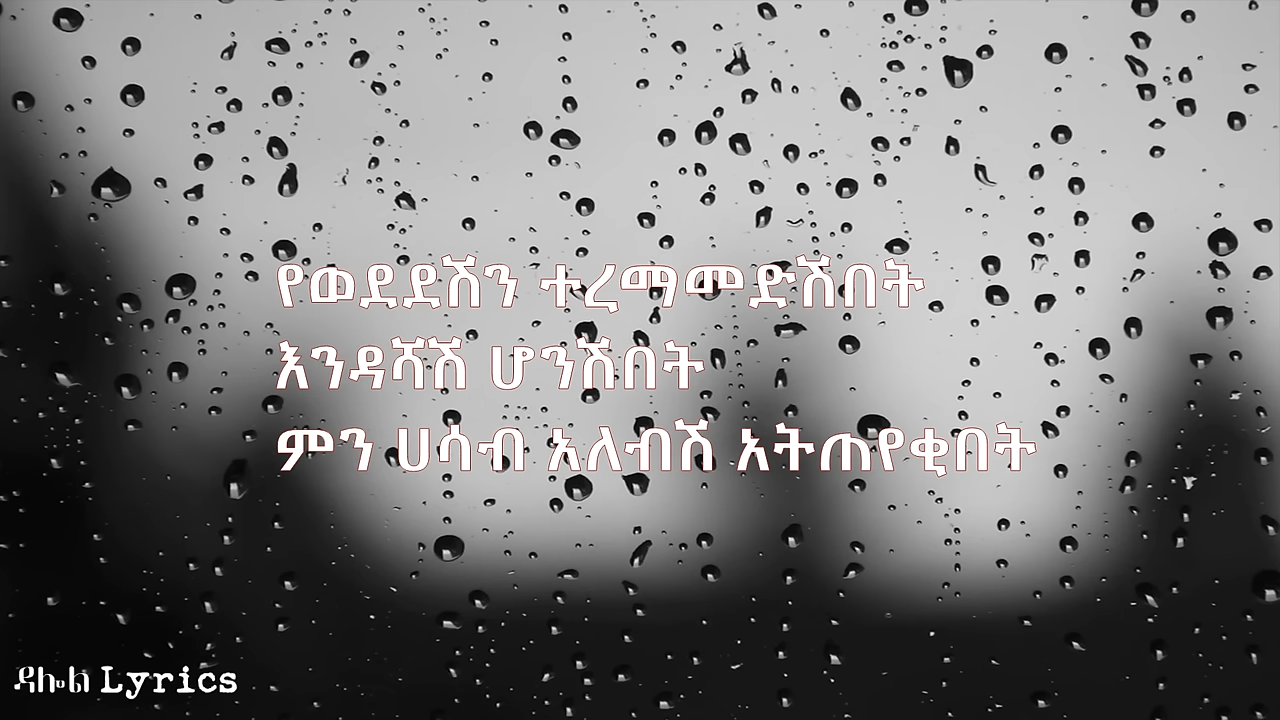 የወደደሽን ተረማመድሽበት
እንዳሻሽ ሆንሽበት
ምን ሀሳብ አለብሽ አትጠየቂበት
ዳሎል Lyrics